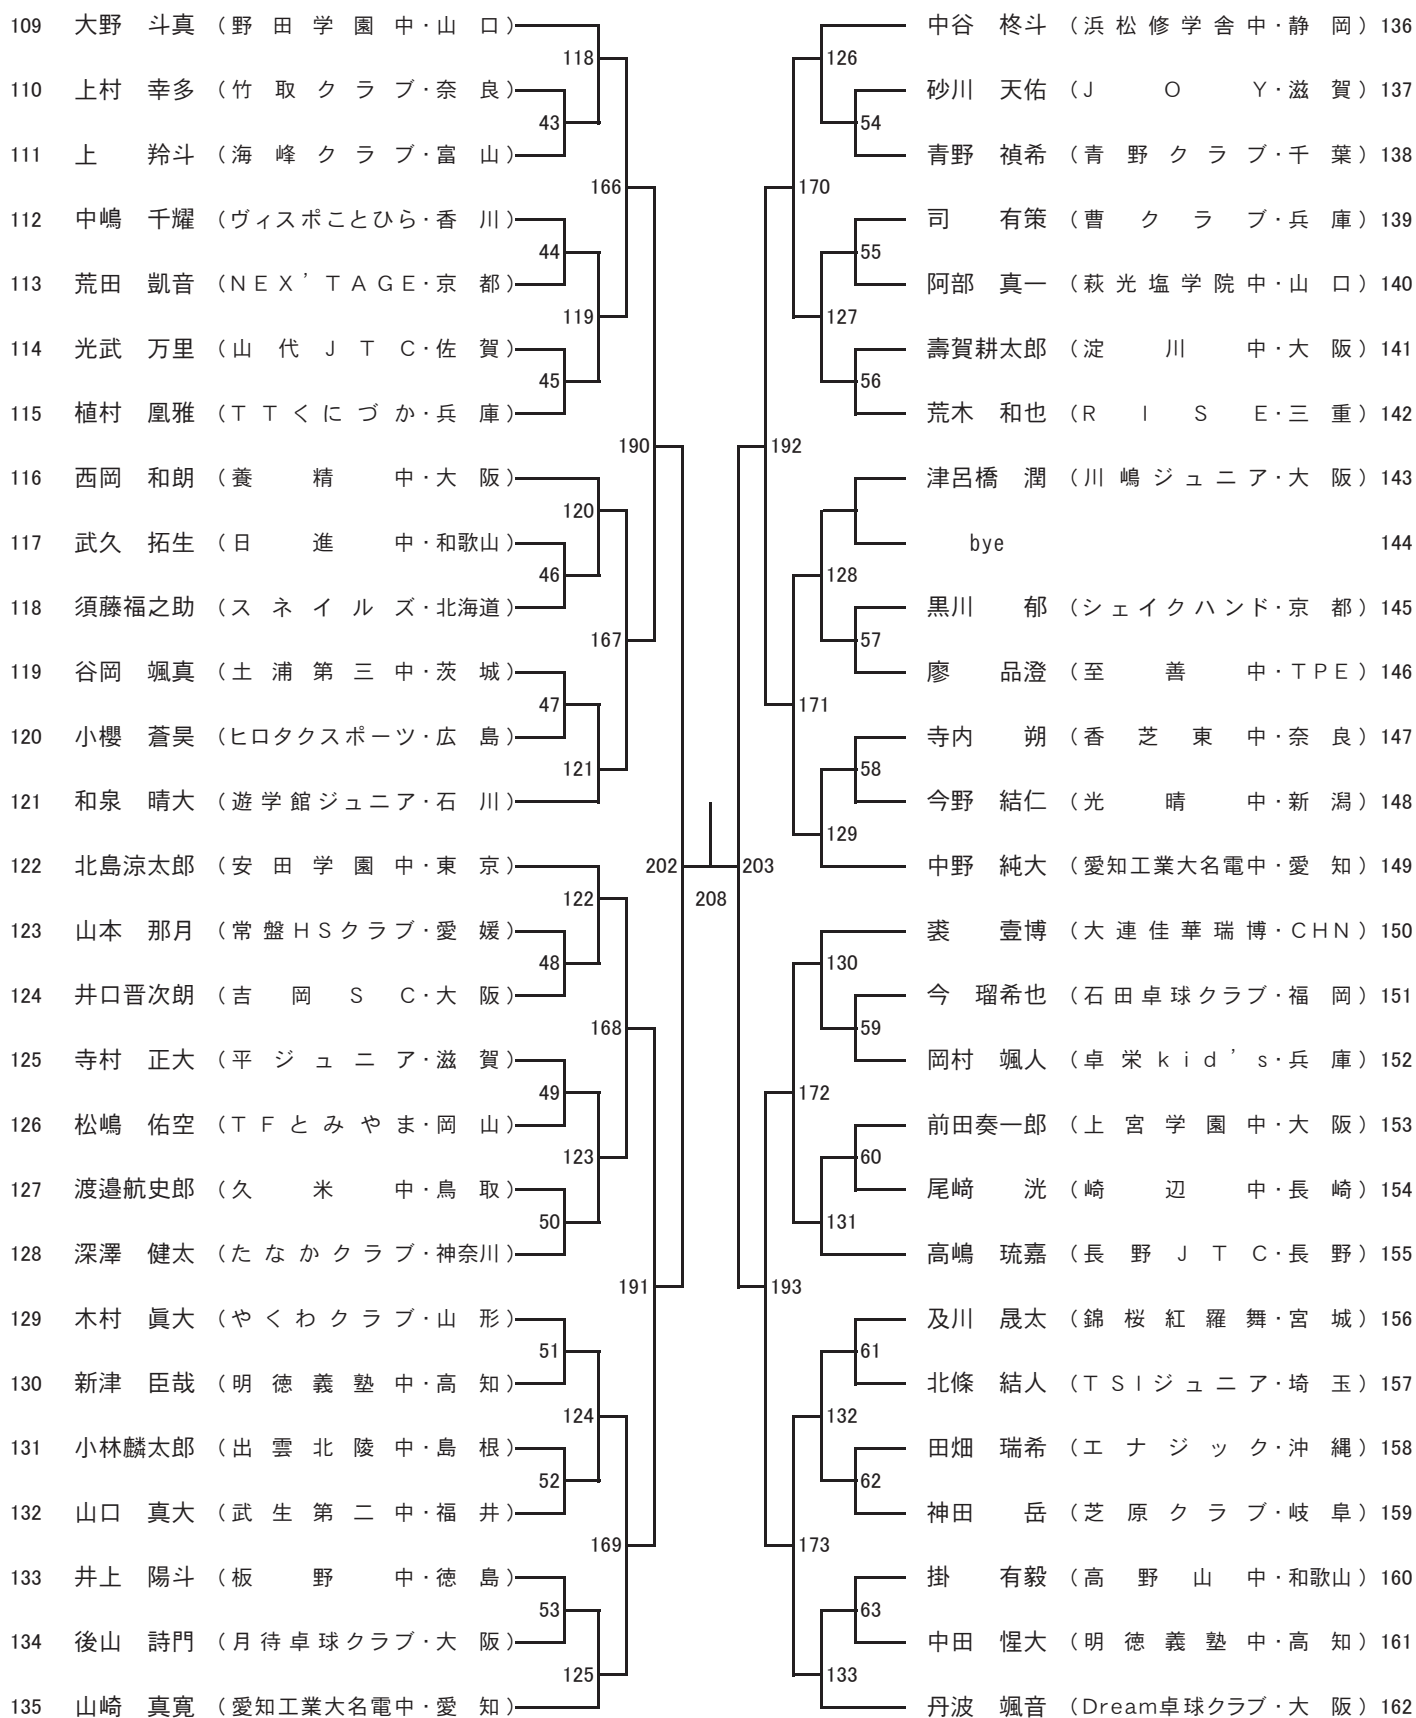 109 大野 斗真 (野田学園中・山口)
118
110 上村 幸多 (竹取クラブ・奈良)
43
111 上 羚斗 (海峰クラブ・富山)
166
112 中嶋 千耀 (ヴィスポことひら・香川)
44
113 荒田 凱音 (NEX’TAGE・京都)
119
114 光武 万里 (山代JTC・佐賀)
45
115 植村 凰雅 (TTくにづか・兵庫)
190
116 西岡 和朗 (養精中・大阪)
120
117 武久 拓生 (日進中・和歌山)
46
118 須藤福之助 (スネイルズ・北海道)
167
119 谷岡 颯真 (土浦第三中・茨城)
47
120 小櫻 蒼昊 (ヒロタクスポーツ・広島)
121
121 和泉 晴大 (遊学館ジュニア・石川)
122 北島涼太郎 (安田学園中・東京)
202
122
123 山本 那月 (常盤HSクラブ・愛媛)
48
124 井口晋次朗 (吉岡SC・大阪)
168
125 寺村 正大 (平ジュニア・滋賀)
49
126 松嶋 佑空 (TFとみやま・岡山)
123
127 渡邉航史郎 (久米中・鳥取)
50
128 深澤 健太 (たなかクラブ・神奈川)
191
129 木村 眞大 (やくわクラブ・山形)
51
130 新津 臣哉 (明徳義塾中・高知)
124
131 小林麟太郎 (出雲北陵中・島根)
52
132 山口 真大 (武生第二中・福井)
169
133 井上 陽斗 (板野中・徳島)
53
134 後山 詩門 (月待卓球クラブ・大阪)
125
135 山崎 真寛 (愛知工業大名電中・愛知)
208
中谷 柊斗 (浜松修学舎中・静岡) 136
126
砂川 天佑 (JOY・滋賀) 137
54
青野 禎希 (青野クラブ・千葉) 138
170
司 有策 (曹クラブ・兵庫) 139
55
阿部 真一 (萩光塩学院中・山口) 140
127
壽賀耕太郎 (淀川中・大阪) 141
56
荒木 和也 (RISE・三重) 142
192
津呂橋 潤 (川嶋ジュニア・大阪) 143
bye 144
128
黒川 郁 (シェイクハンド・京都) 145
57
廖 品澄 (至善中・TPE) 146
171
寺内 朔 (香芝東中・奈良) 147
58
今野 結仁 (光晴中・新潟) 148
129
中野 純大 (愛知工業大名電中・愛知) 149
203
裘 壹博 (大連佳華瑞博・CHN) 150
130
今 瑠希也 (石田卓球クラブ・福岡) 151
59
岡村 颯人 (卓栄kid’s・兵庫) 152
172
前田奏一郎 (上宮学園中・大阪) 153
60
尾﨑 洸 (崎辺中・長崎) 154
131
高嶋 琉嘉 (長野JTC・長野) 155
193
及川 晟太 (錦桜紅羅舞・宮城) 156
61
北條 結人 (TSIジュニア・埼玉) 157
132
田畑 瑞希 (エナジック・沖縄) 158
62
神田 岳 (芝原クラブ・岐阜) 159
173
掛 有毅 (高野山中・和歌山) 160
63
中田 惺大 (明徳義塾中・高知) 161
133
丹波 颯音 (Dream卓球クラブ・大阪) 162